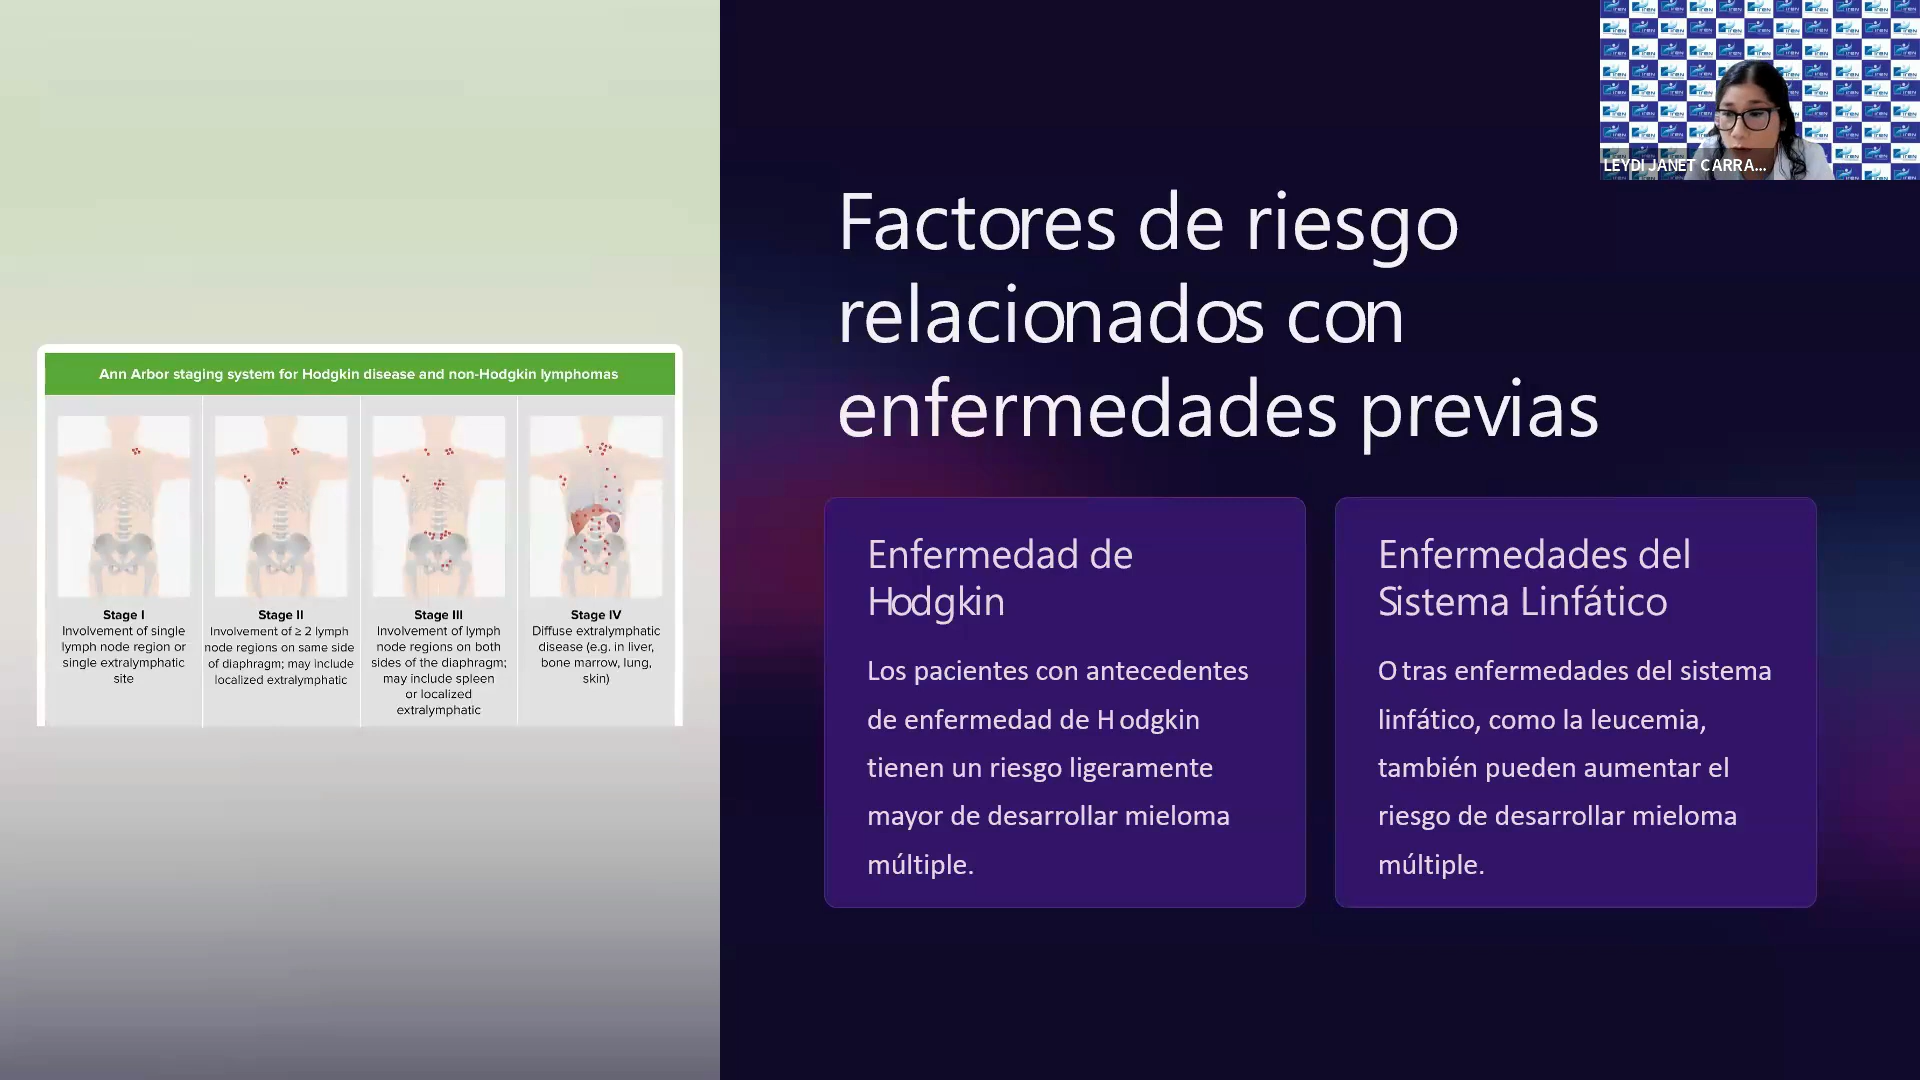 LEYDI JANET CARRA...
Factores de riesgo
relacionados con
enfermedades previas
Ann Arbor staging system for Hodgkin disease and non-Hodgkin lymphomas
Stage I
Involvement of single
lymph node region or
single extralymphatic
site
Stage II
Involvement of ≥ 2 lymph
node regions on same side
of diaphragm; may include
localized extralymphatic
Stage III
Involvement of lymph
node regions on both
sides of the diaphragm;
may include spleen
or localized
extralymphatic
Stage IV
Diffuse extralymphatic
disease (e.g. in liver,
bone marrow, lung,
skin)
Enfermedad de
Hodgkin
Los pacientes con antecedentes
de enfermedad de Hodgkin
tienen un riesgo ligeramente
mayor de desarrollar mieloma
múltiple.
Enfermedades del
Sistema Linfático
Otras enfermedades del sistema
linfático, como la leucemia,
también pueden aumentar el
riesgo de desarrollar mieloma
múltiple.